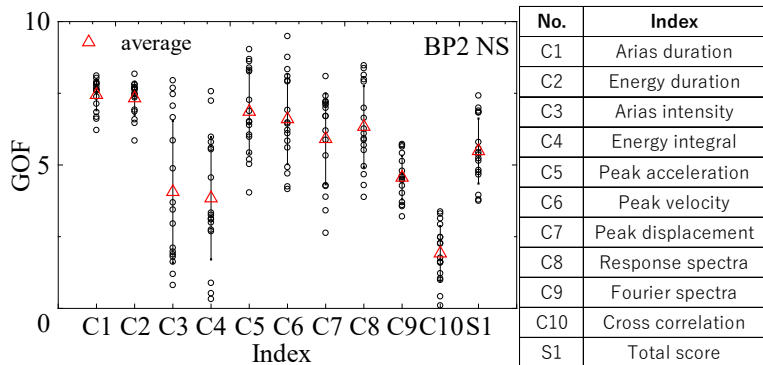 10
average
BP2 NS
GOF
5
0
C1 C2 C3 C4 C5 C6 C7 C8 C9 C10 S1
Index
No. Index
C1 Arias duration
C2 Energy duration
C3 Arias intensity
C4 Energy integral
C5 Peak acceleration
C6 Peak velocity
C7 Peak displacement
C8 Response spectra
C9 Fourier spectra
C10 Cross correlation
S1 Total score